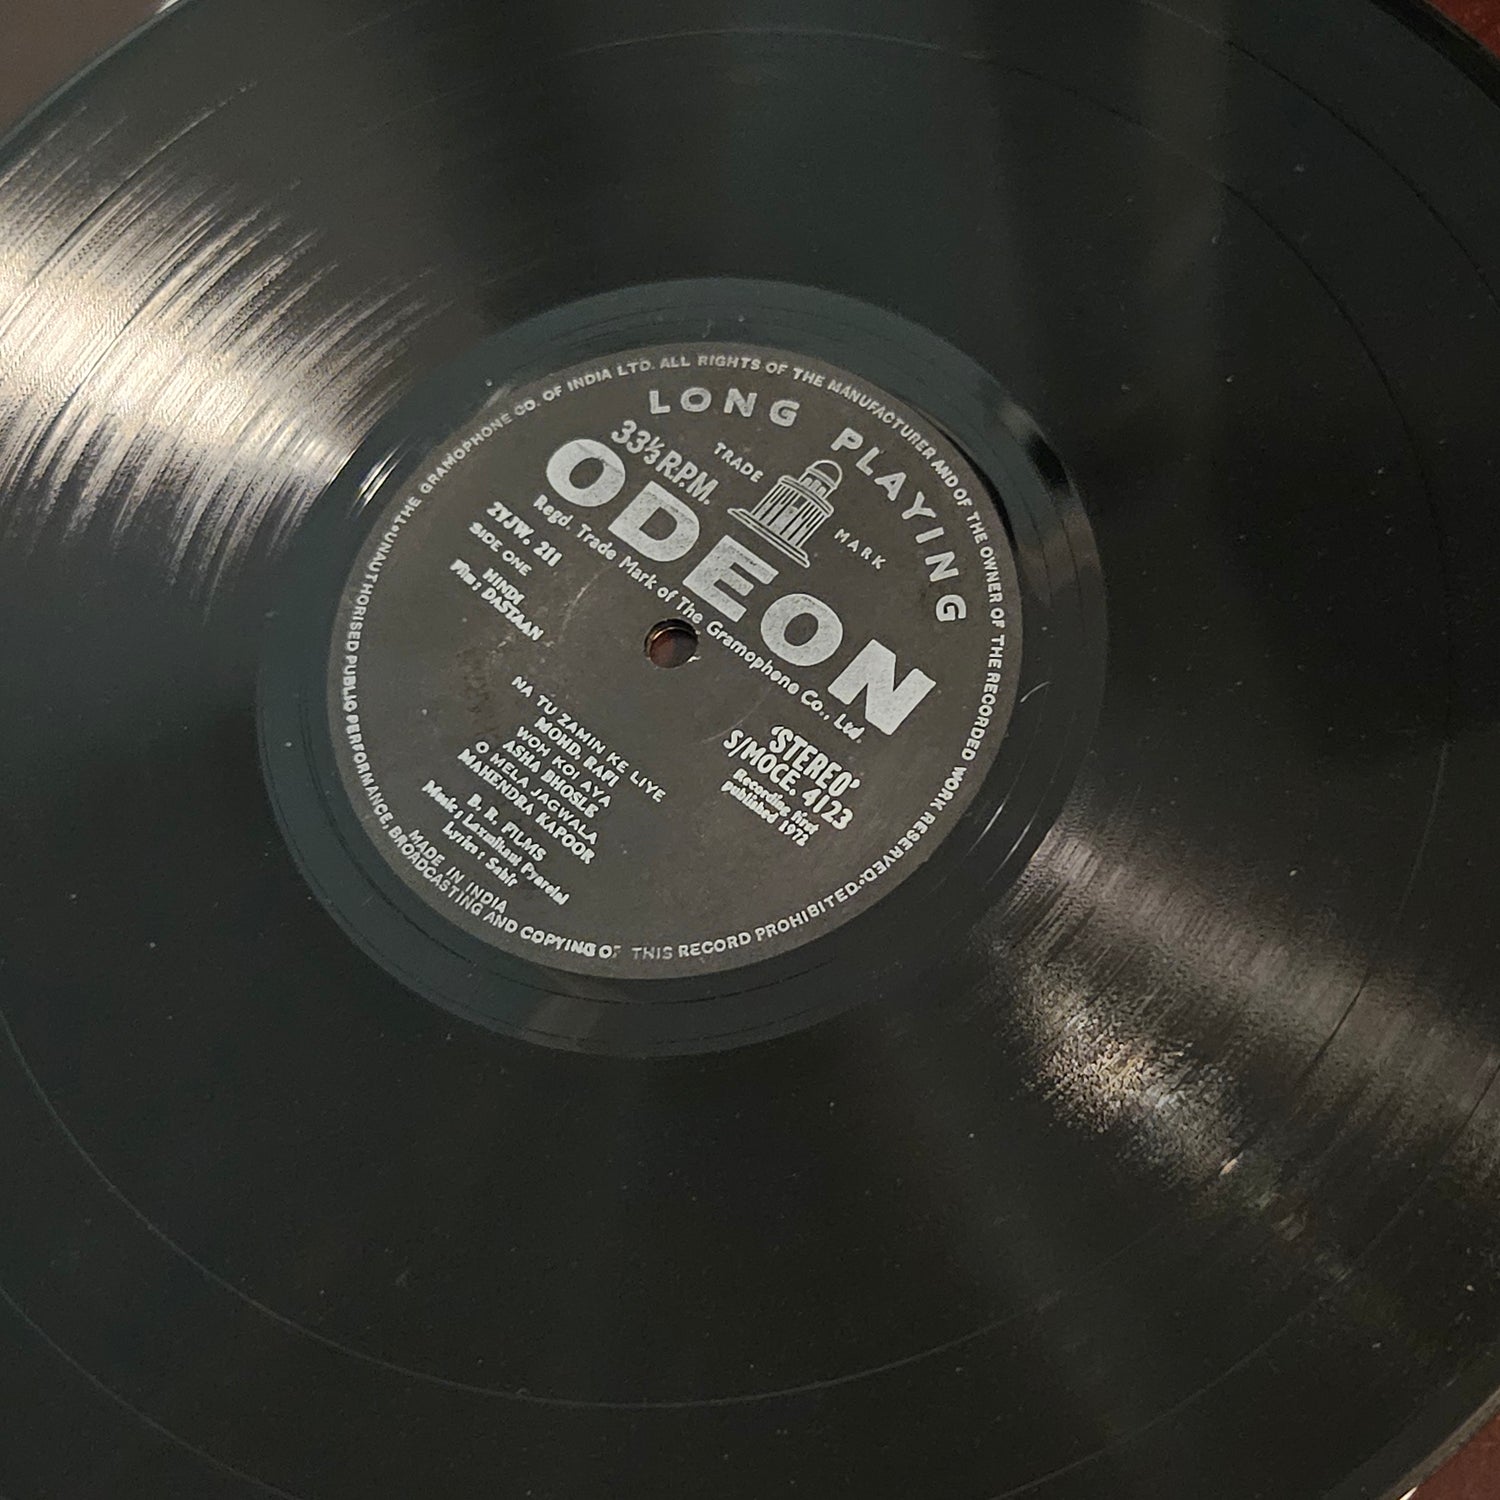 THE GRAMOPHONE CO. OF INDIA LTD. ALL RIGHTS OF THE MANUFACTURER AND OF THE OWNER OF THE RECORDED WORK RESERVED.
UNAUTHORISED PUBLIC PERFORMANCE, BROADCASTING AND COPYING OF THIS RECORD PROHIBITED.
LONG PLAYING
33⅓ R.P.M.
TRADE MARK
ODEON
Regd. Trade Mark of The Gramophone Co., Ltd.
2YJW. 211
SIDE ONE
HINDI
Film : DASTAAN
'STEREO'
S/MOCE. 4123
Recording first
published 1972
NA TU ZAMIN KE LIYE
MOHD. RAFI
WOH KOI AYA
ASHA BHOSLE
O MELA JAGWALA
MAHENDRA KAPOOR
B. R. FILMS
Music : Laxmikant Pyarelal
Lyrics : Sahir
MADE IN INDIA